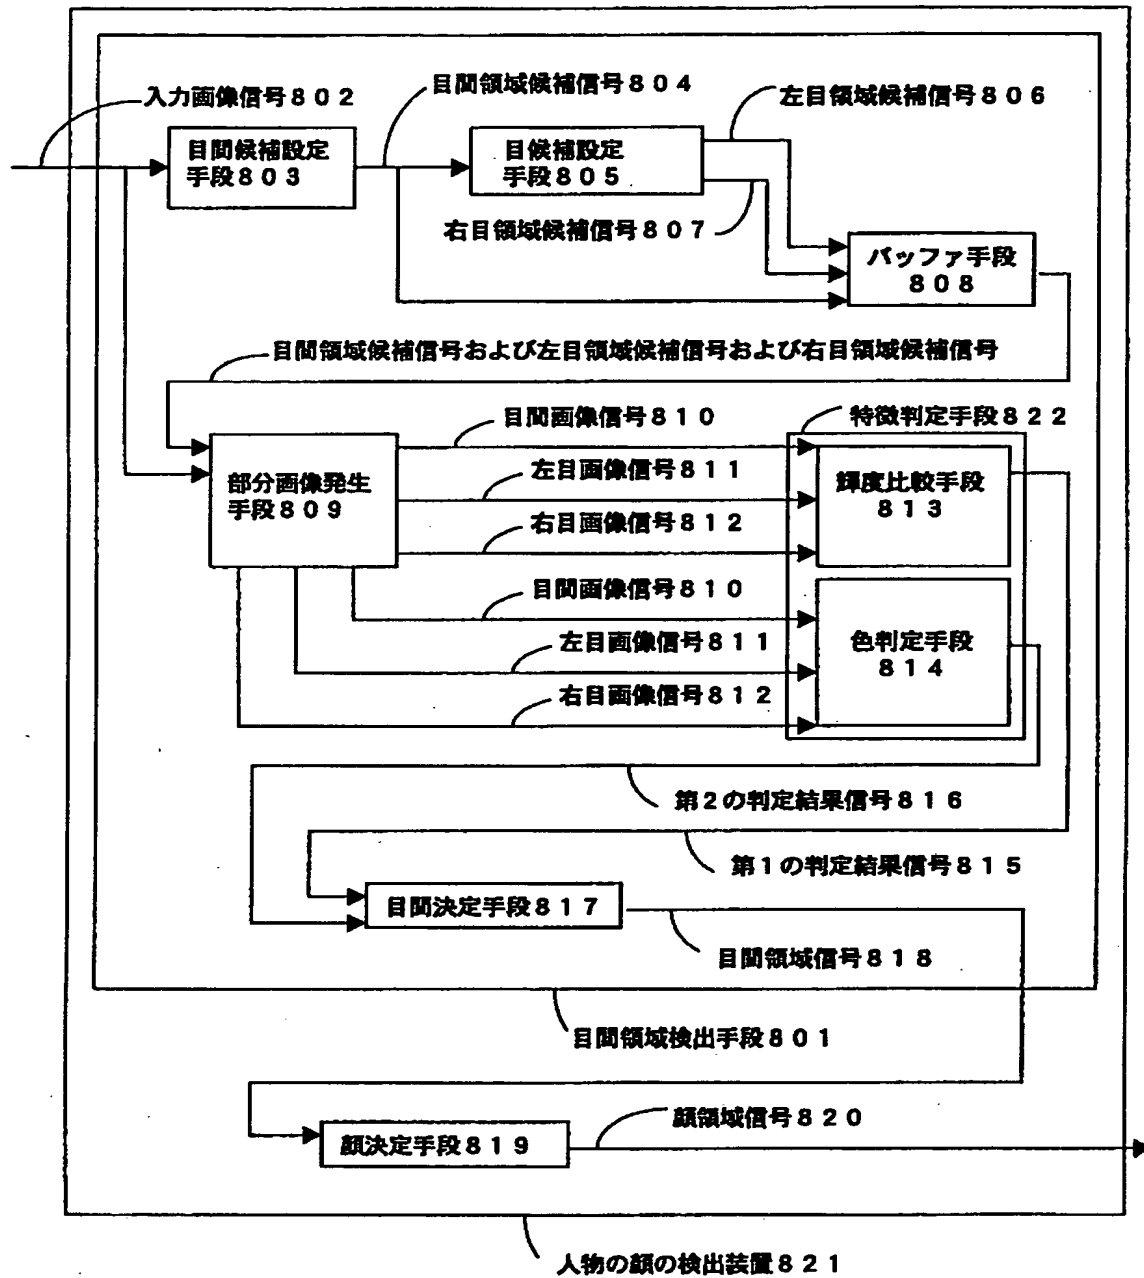 入力画像信号802
目間領域候補信号804
左目領域候補信号806
目間候補設定
手段803
目候補設定
手段805
右目領域候補信号807
バッファ手段
808
目間領域候補信号および左目領域候補信号および右目領域候補信号
目間画像信号810
特徴判定手段822
部分画像発生
手段809
左目画像信号811
輝度比較手段
813
右目画像信号812
目間画像信号810
左目画像信号811
色判定手段
814
右目画像信号812
第2の判定結果信号816
第1の判定結果信号815
目間決定手段817
目間領域信号818
目間領域検出手段801
顔領域信号820
顔決定手段819
人物の顔の検出装置821